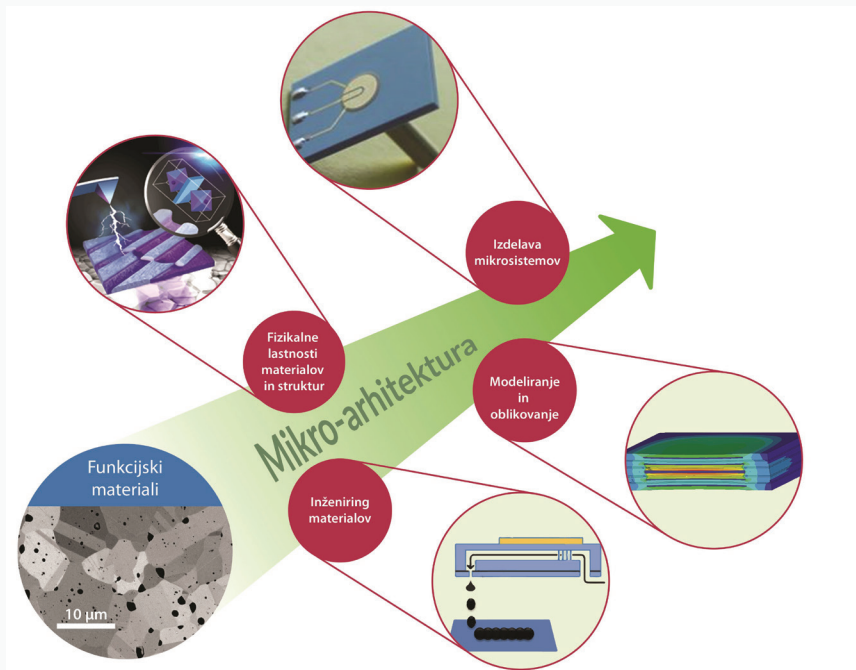 Izdelava
mikrosistemov
Fizikalne
lastnosti
materialov
in struktur
Mikro-arhitektura
Modeliranje
in
oblikovanje
Funkcijski
materiali
Inženiring
materialov
10 µm